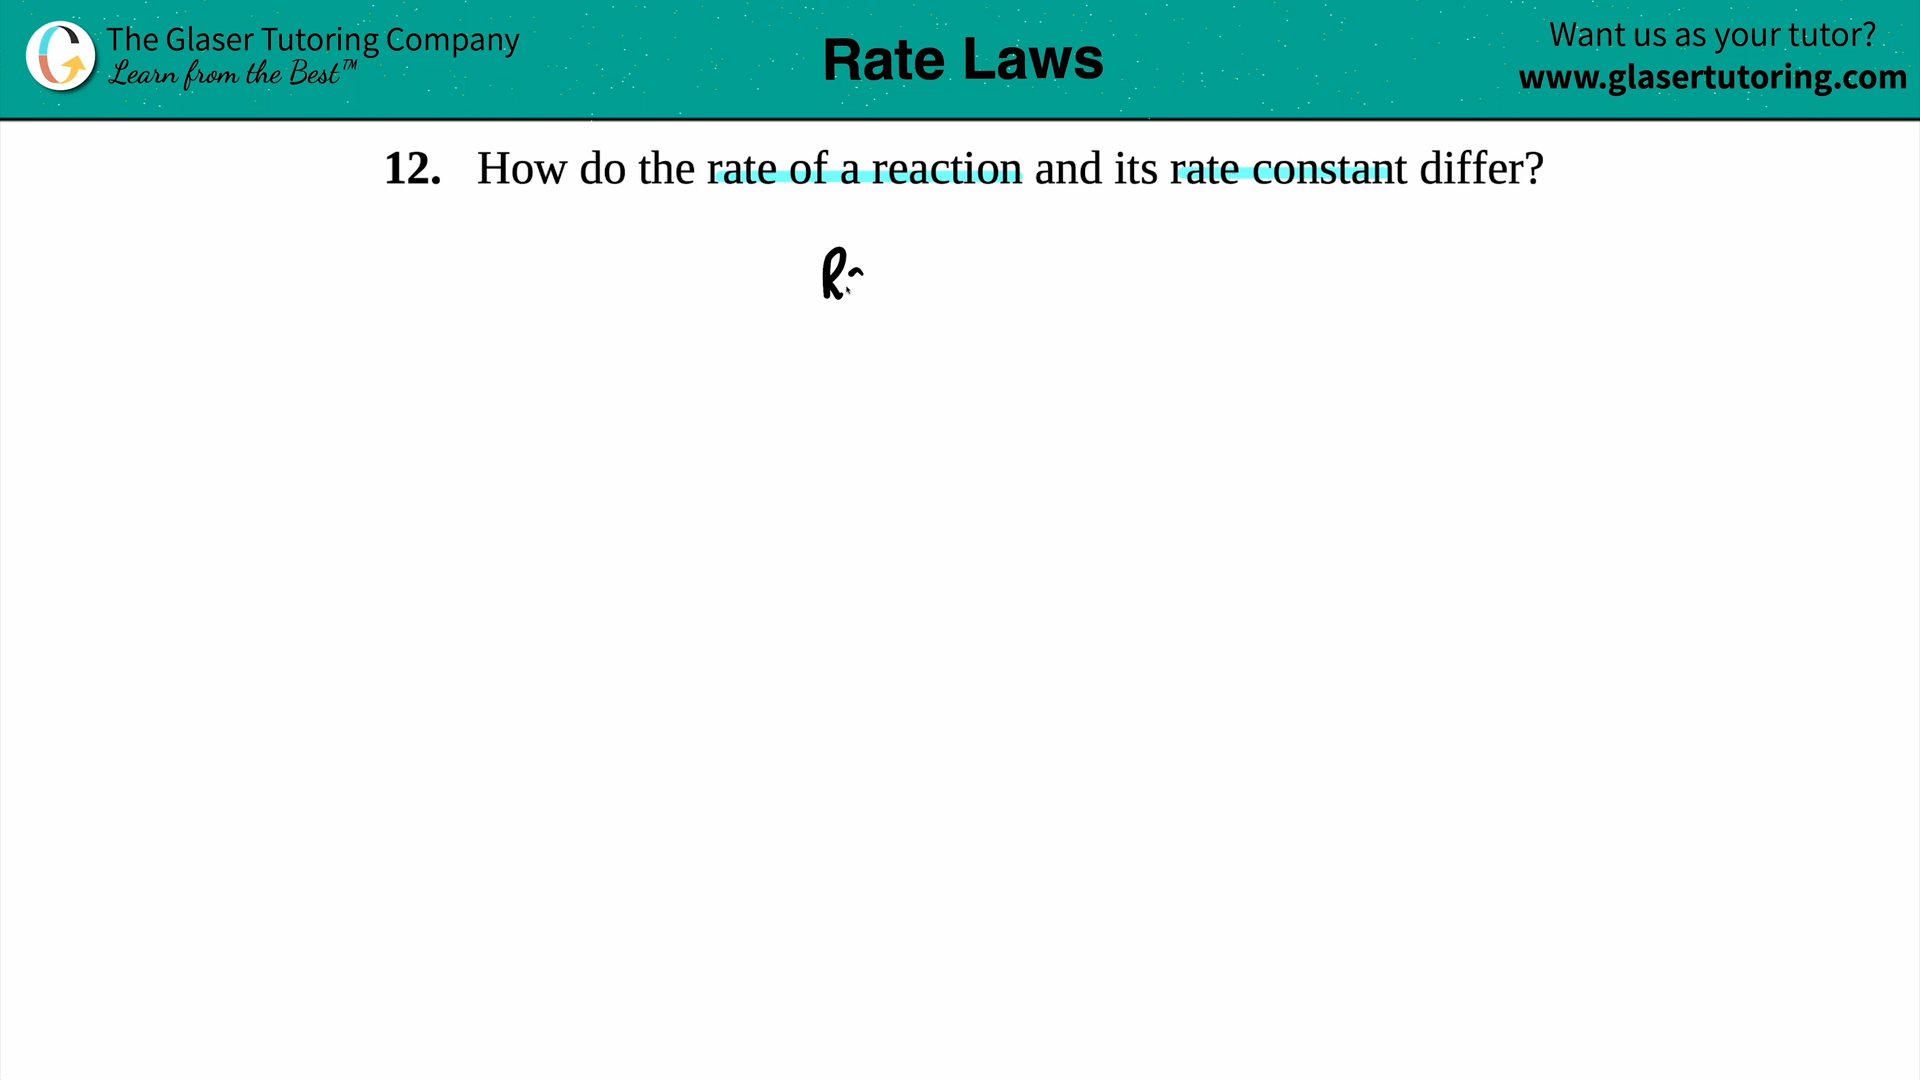 The Glaser Tutoring Company
Learn from the Best™
Rate Laws
Want us as your tutor?
www.glasertutoring.com
12. How do the rate of a reaction and its rate constant differ?
R